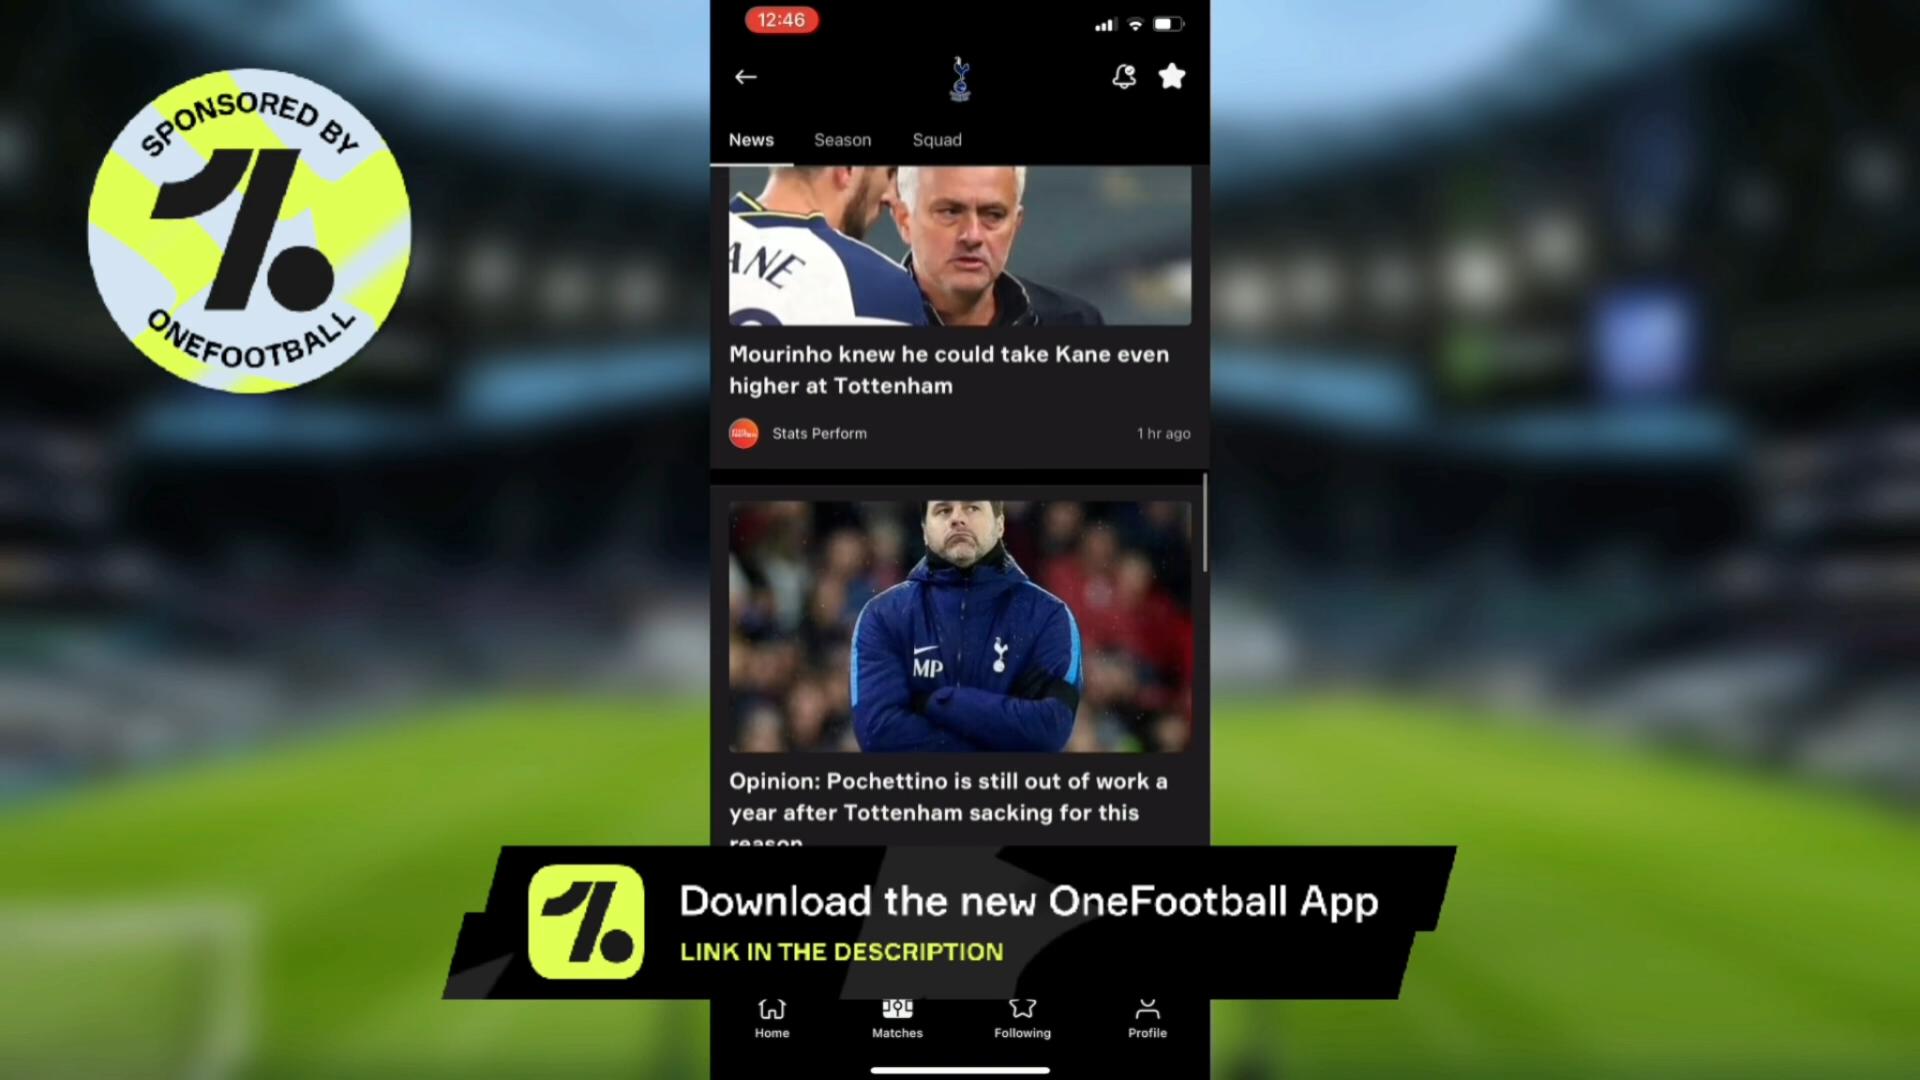 SPONSORED BY
ONEFOOTBALL
12:46
News Season Squad
ANE
Mourinho knew he could take Kane even
higher at Tottenham
Stats Perform 1 hr ago
MP
Opinion: Pochettino is still out of work a
year after Tottenham sacking for this
reason
Download the new OneFootball App
LINK IN THE DESCRIPTION
Home Matches Following Profile